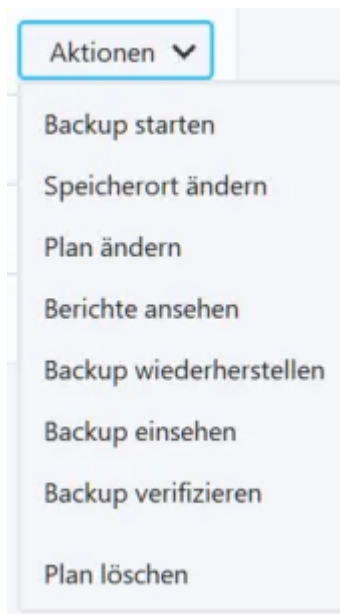 Aktionen
Backup starten
Speicherort ändern
Plan ändern
Berichte ansehen
Backup wiederherstellen
Backup einsehen
Backup verifizieren
Plan löschen